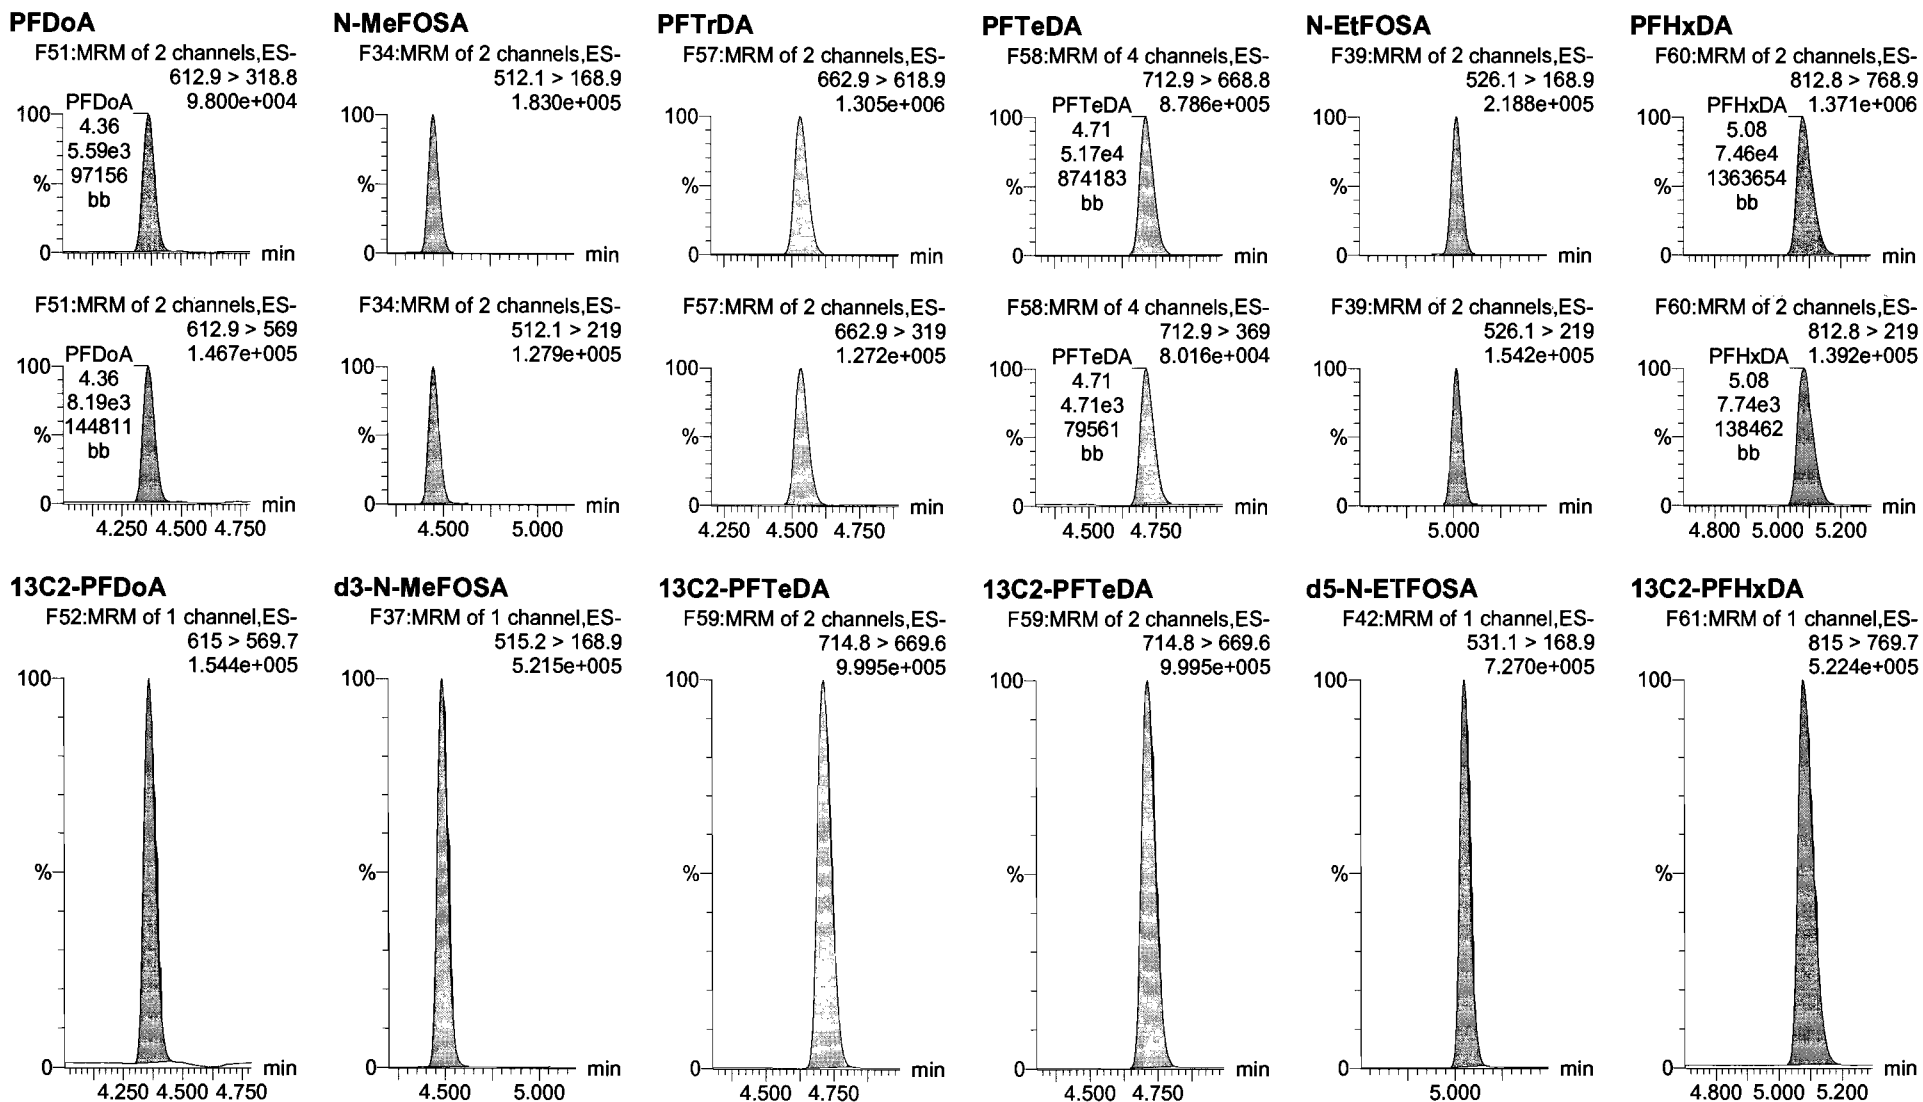 PFDoA
F51:MRM of 2 channels,ES-
612.9 > 318.8
9.800e+004
PFDoA
4.36
5.59e3
97156
bb
100
%
0
min
N-MeFOSA
F34:MRM of 2 channels,ES-
512.1 > 168.9
1.830e+005
100
%
0
min
PFTrDA
F57:MRM of 2 channels,ES-
662.9 > 618.9
1.305e+006
100
%
0
min
PFTeDA
F58:MRM of 4 channels,ES-
712.9 > 668.8
8.786e+005
PFTeDA
4.71
5.17e4
874183
bb
100
%
0
min
N-EtFOSA
F39:MRM of 2 channels,ES-
526.1 > 168.9
2.188e+005
100
%
0
min
PFHxDA
F60:MRM of 2 channels,ES-
812.8 > 768.9
1.371e+006
PFHxDA
5.08
7.46e4
1363654
bb
100
%
0
min
F51:MRM of 2 channels,ES-
612.9 > 569
1.467e+005
PFDoA
4.36
8.19e3
144811
bb
100
%
0
min
4.250 4.500 4.750
F34:MRM of 2 channels,ES-
512.1 > 219
1.279e+005
100
%
0
min
4.500 5.000
F57:MRM of 2 channels,ES-
662.9 > 319
1.272e+005
100
%
0
min
4.250 4.500 4.750
F58:MRM of 4 channels,ES-
712.9 > 369
8.016e+004
PFTeDA
4.71
4.71e3
79561
bb
100
%
0
min
4.500 4.750
F39:MRM of 2 channels,ES-
526.1 > 219
1.542e+005
100
%
0
min
5.000
F60:MRM of 2 channels,ES-
812.8 > 219
1.392e+005
PFHxDA
5.08
7.74e3
138462
bb
100
%
0
min
4.800 5.000 5.200
13C2-PFDoA
F52:MRM of 1 channel,ES-
615 > 569.7
1.544e+005
100
%
0
min
4.250 4.500 4.750
d3-N-MeFOSA
F37:MRM of 1 channel,ES-
515.2 > 168.9
5.215e+005
100
%
0
min
4.500 5.000
13C2-PFTeDA
F59:MRM of 2 channels,ES-
714.8 > 669.6
9.995e+005
100
%
0
min
4.500 4.750
13C2-PFTeDA
F59:MRM of 2 channels,ES-
714.8 > 669.6
9.995e+005
100
%
0
min
4.500 4.750
d5-N-ETFOSA
F42:MRM of 1 channel,ES-
531.1 > 168.9
7.270e+005
100
%
0
min
5.000
13C2-PFHxDA
F61:MRM of 1 channel,ES-
815 > 769.7
5.224e+005
100
%
0
min
4.800 5.000 5.200